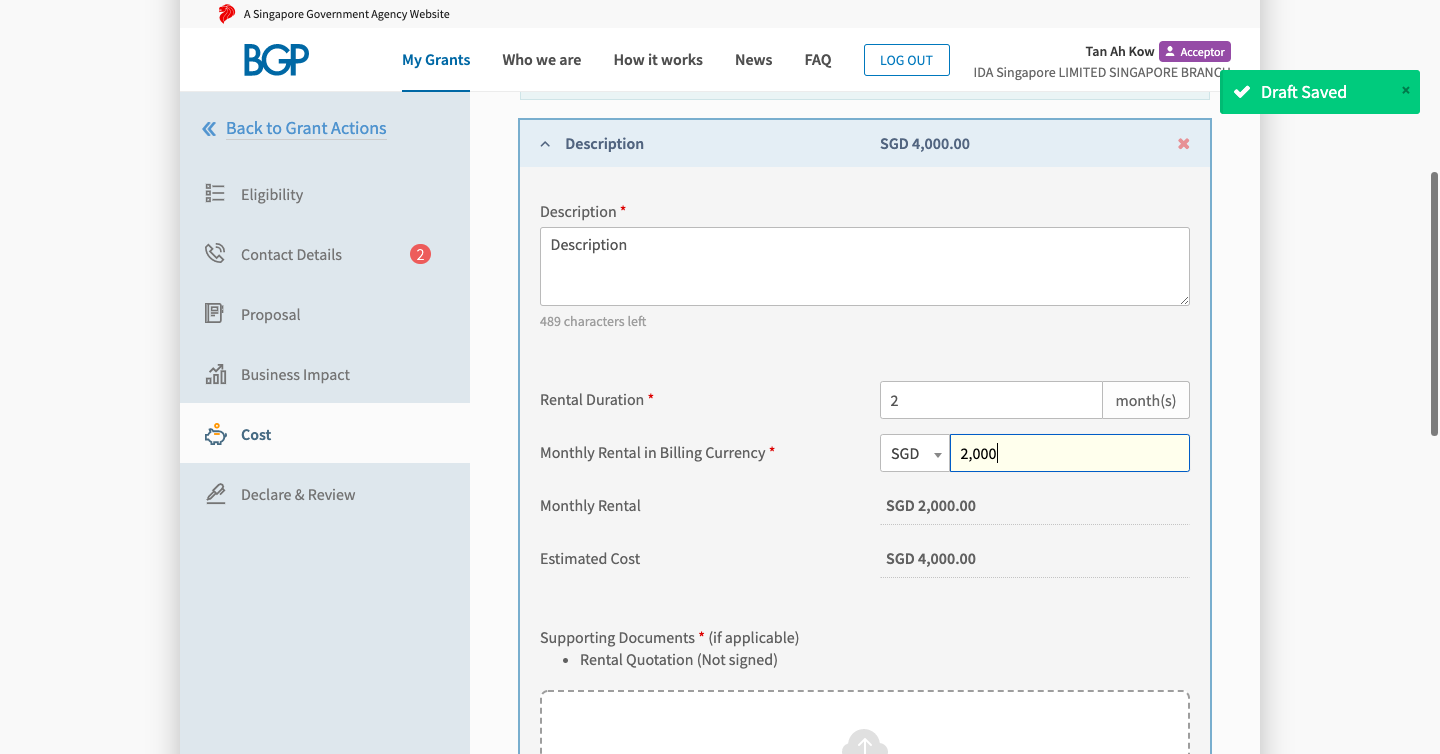 A Singapore Government Agency Website
BGP
My Grants
Who we are
How it works
News
FAQ
LOG OUT
Tan Ah Kow
Acceptor
IDA Singapore LIMITED SINGAPORE BRANCH
Draft Saved
×
Back to Grant Actions
Eligibility
Contact Details
2
Proposal
Business Impact
Cost
Declare & Review
Description SGD 4,000.00
Description *
Description
489 characters left
Rental Duration * 2 month(s)
Monthly Rental in Billing Currency * SGD 2,000
Monthly Rental SGD 2,000.00
Estimated Cost SGD 4,000.00
Supporting Documents * (if applicable)
• Rental Quotation (Not signed)